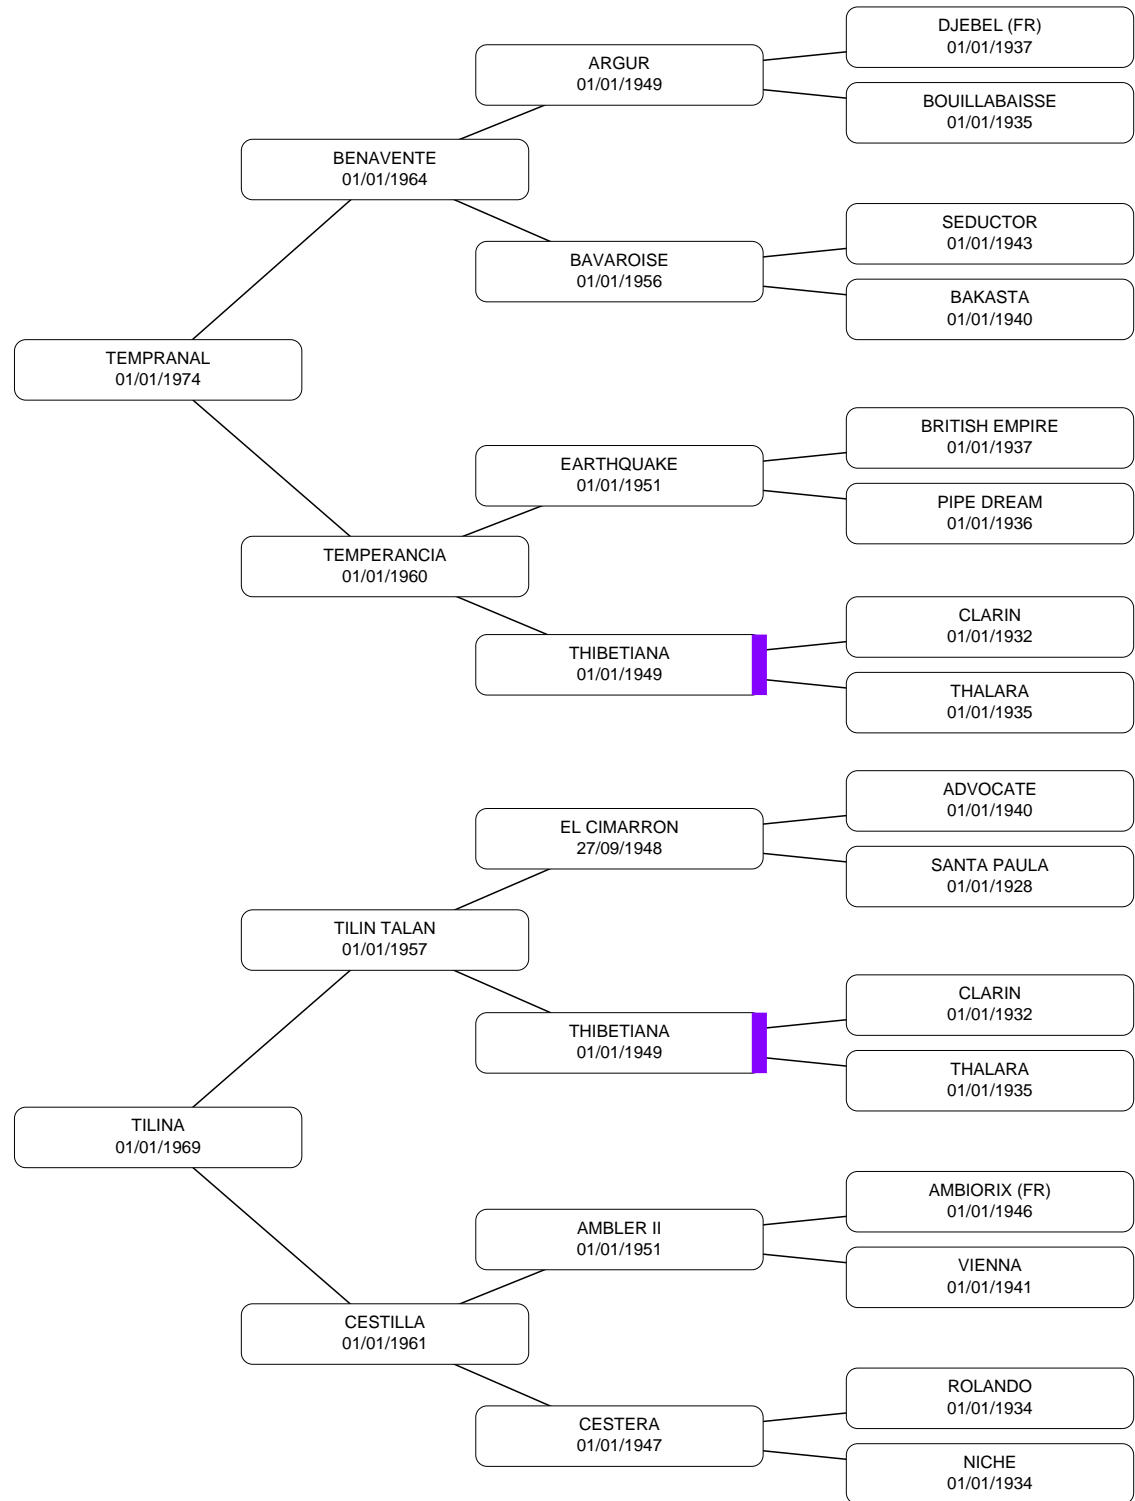 DJEBEL (FR)
01/01/1937
ARGUR
01/01/1949
BOUILLABAISSE
01/01/1935
BENAVENTE
01/01/1964
SEDUCTOR
01/01/1943
BAVAROISE
01/01/1956
BAKASTA
01/01/1940
TEMPRANAL
01/01/1974
BRITISH EMPIRE
01/01/1937
EARTHQUAKE
01/01/1951
PIPE DREAM
01/01/1936
TEMPERANCIA
01/01/1960
CLARIN
01/01/1932
THIBETIANA
01/01/1949
THALARA
01/01/1935
ADVOCATE
01/01/1940
EL CIMARRON
27/09/1948
SANTA PAULA
01/01/1928
TILIN TALAN
01/01/1957
CLARIN
01/01/1932
THIBETIANA
01/01/1949
THALARA
01/01/1935
TILINA
01/01/1969
AMBIORIX (FR)
01/01/1946
AMBLER II
01/01/1951
VIENNA
01/01/1941
CESTILLA
01/01/1961
ROLANDO
01/01/1934
CESTERA
01/01/1947
NICHE
01/01/1934